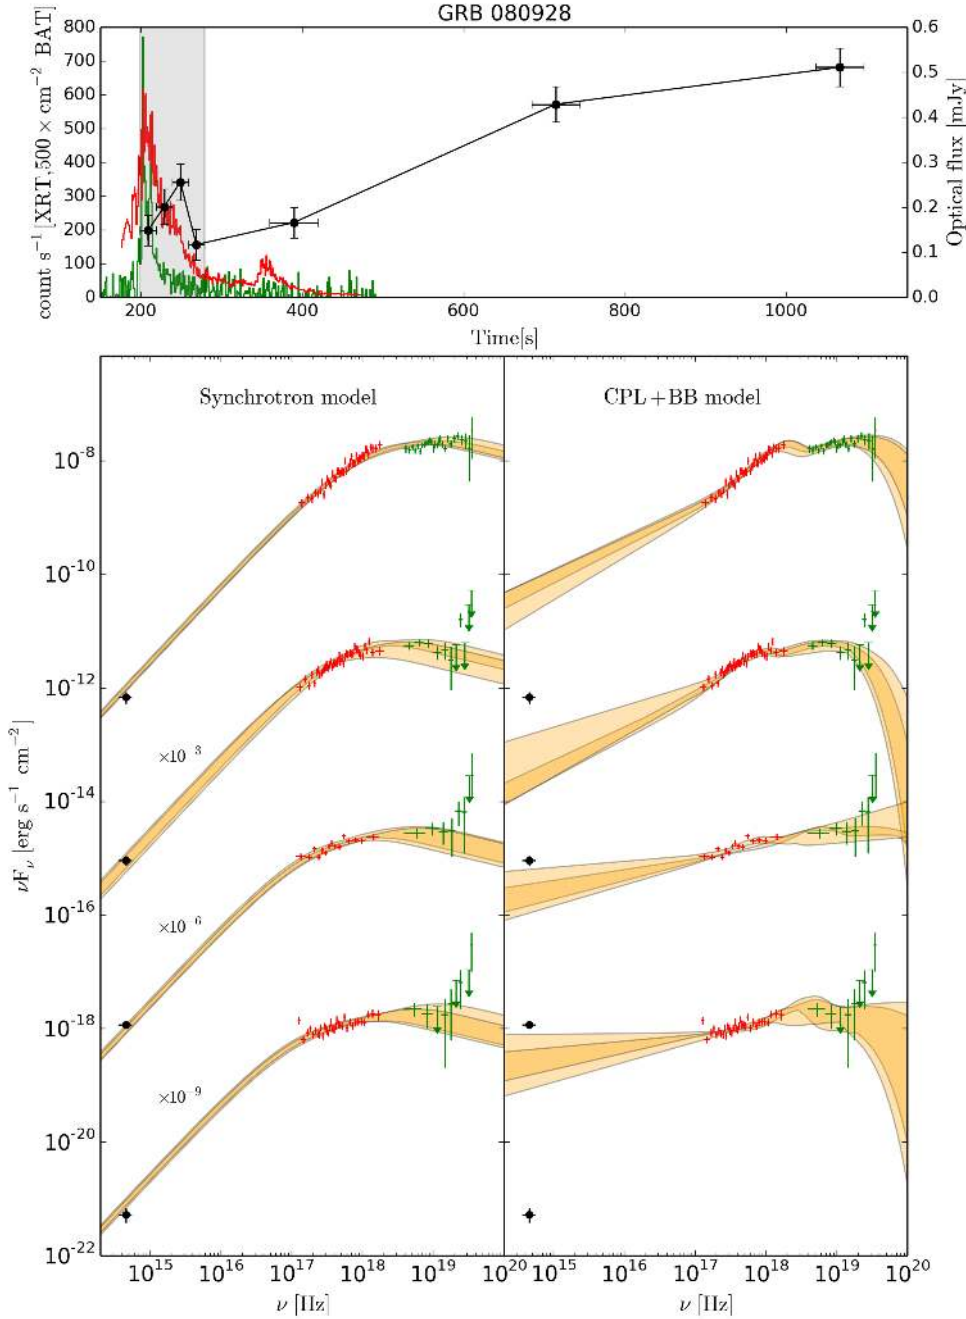 GRB 080928
count s⁻¹ [XRT,500 × cm⁻² BAT]
800
700
600
500
400
300
200
100
0
0.6
0.5
0.4
0.3
0.2
0.1
0.0
Optical flux [mJy]
200 400 600 800 1000
Time[s]
Synchrotron model
CPL+BB model
νF_ν [erg s⁻¹ cm⁻²]
10⁻⁸
10⁻¹⁰
10⁻¹²
×10⁻³
10⁻¹⁴
10⁻¹⁶
×10⁻⁶
10⁻¹⁸
×10⁻⁹
10⁻²⁰
10⁻²²
10¹⁵ 10¹⁶ 10¹⁷ 10¹⁸ 10¹⁹ 10²⁰ 10¹⁵ 10¹⁶ 10¹⁷ 10¹⁸ 10¹⁹ 10²⁰
ν [Hz]
ν [Hz]